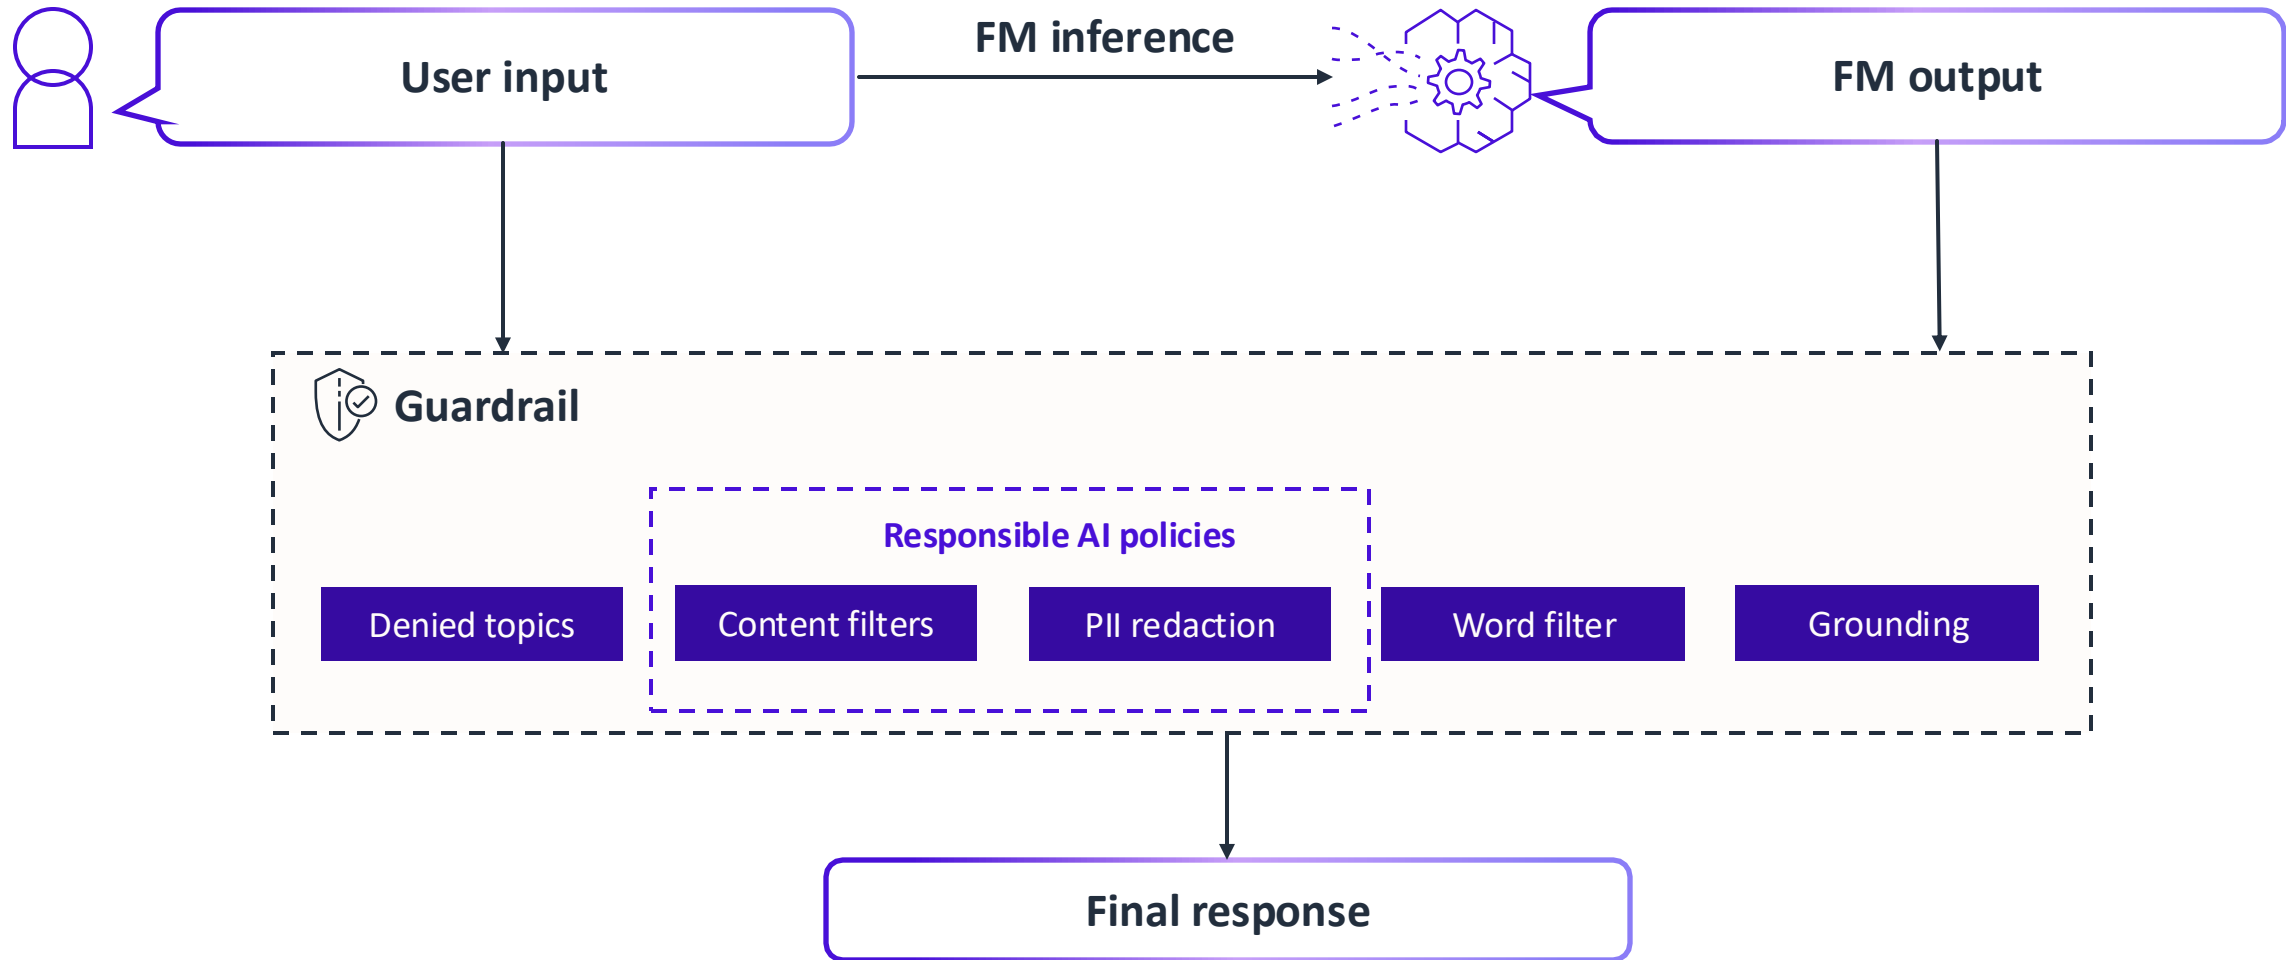 User input
FM inference
FM output
Guardrail
Responsible AI policies
Denied topics
Content filters
PII redaction
Word filter
Grounding
Final response